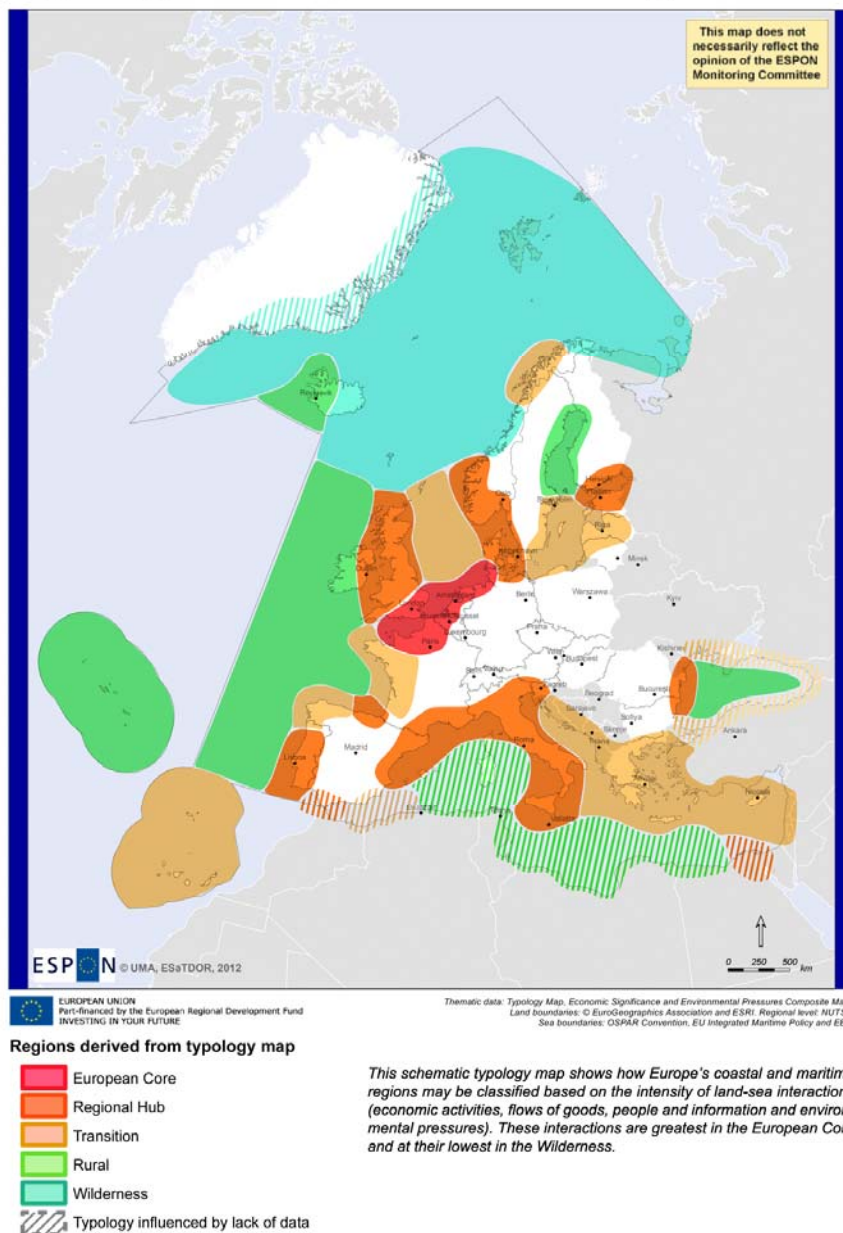 This map does not
necessarily reflect the
opinion of the ESPON
Monitoring Committee
Reykjavik
Oslo
Helsinki
Tallinn
Riga
Minsk
Dublin
Berlin
Warszawa
Kyiv
Praha
Paris
Luxembourg
Kishinev
Budapest
Zagreb
Beograd
Bucureşti
Sarajevo
Sofiya
Skopje
Ankara
Madrid
Roma
Lisboa
Tirana
Nicosia
Valletta
ESPON © UMA, ESaTDOR, 2012
0 250 500
km
EUROPEAN UNION
Part-financed by the European Regional Development Fund
INVESTING IN YOUR FUTURE
Thematic data: Typology Map, Economic Significance and Environmental Pressures Composite Ma
Land boundaries: © EuroGeographics Association and ESRI. Regional level: NUTS
Sea boundaries: OSPAR Convention, EU Integrated Maritime Policy and EE
Regions derived from typology map
European Core
Regional Hub
Transition
Rural
Wilderness
Typology influenced by lack of data
This schematic typology map shows how Europe's coastal and maritim
regions may be classified based on the intensity of land-sea interaction
(economic activities, flows of goods, people and information and environ
mental pressures). These interactions are greatest in the European Co
and at their lowest in the Wilderness.